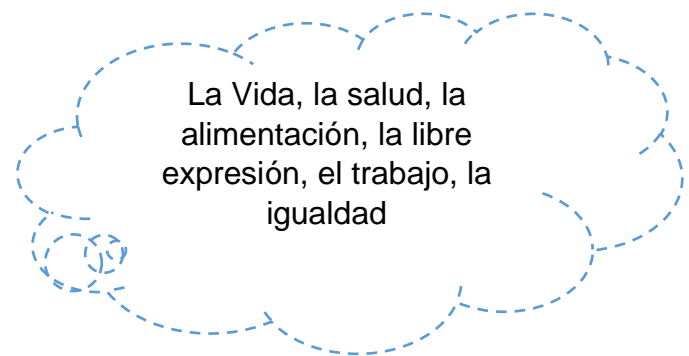 La Vida, la salud, la
alimentación, la libre
expresión, el trabajo, la
igualdad